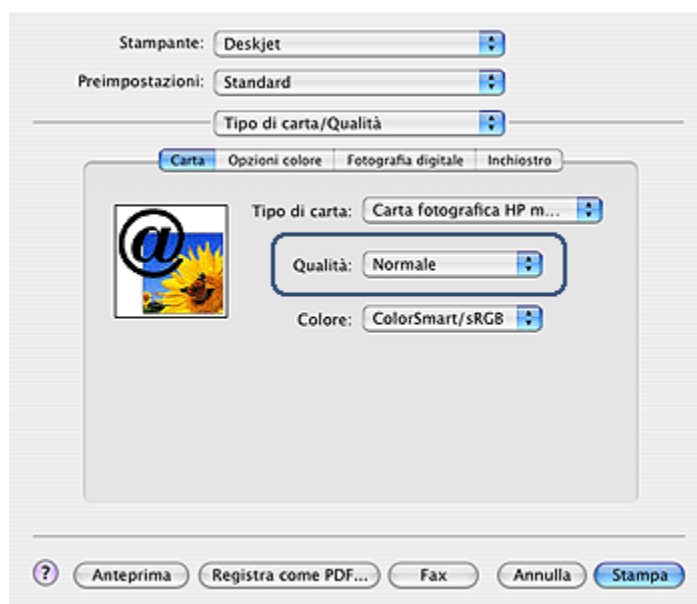 Stampante: Deskjet
Preimpostazioni: Standard
Tipo di carta/Qualità
Carta Opzioni colore Fotografia digitale Inchiostro
Tipo di carta: Carta fotografica HP m...
@
Qualità: Normale
Colore: ColorSmart/sRGB
? Anteprima Registra come PDF... Fax Annulla Stampa